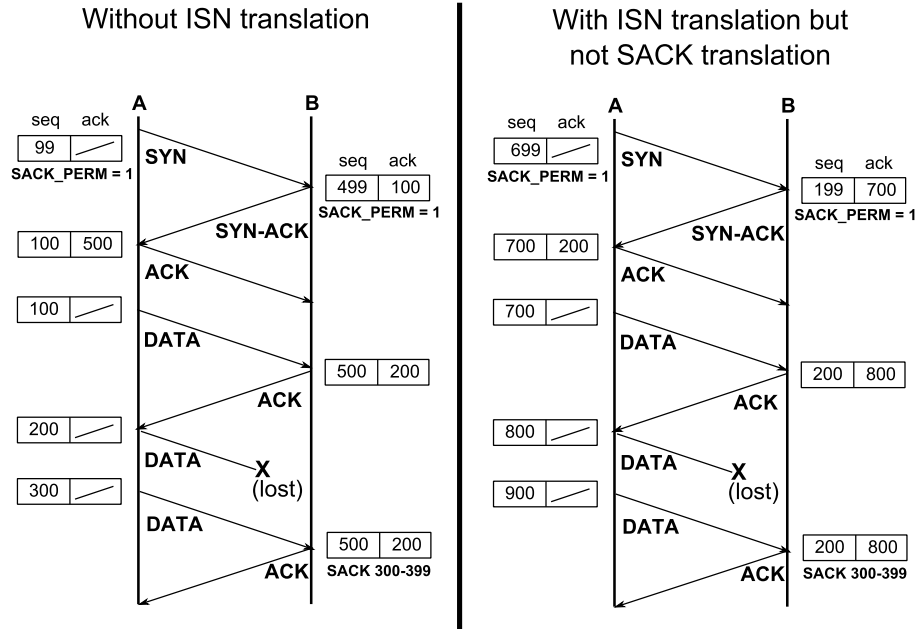 Without ISN translation
A B
seq ack
99
SACK_PERM = 1
SYN
seq ack
499 100
SACK_PERM = 1
SYN-ACK
100 500
ACK
100
DATA
500 200
ACK
200
DATA
X
(lost)
300
DATA
500 200
SACK 300-399
ACK
With ISN translation but
not SACK translation
A B
seq ack
699
SACK_PERM = 1
SYN
seq ack
199 700
SACK_PERM = 1
SYN-ACK
700 200
ACK
700
DATA
200 800
ACK
800
DATA
X
(lost)
900
DATA
200 800
SACK 300-399
ACK